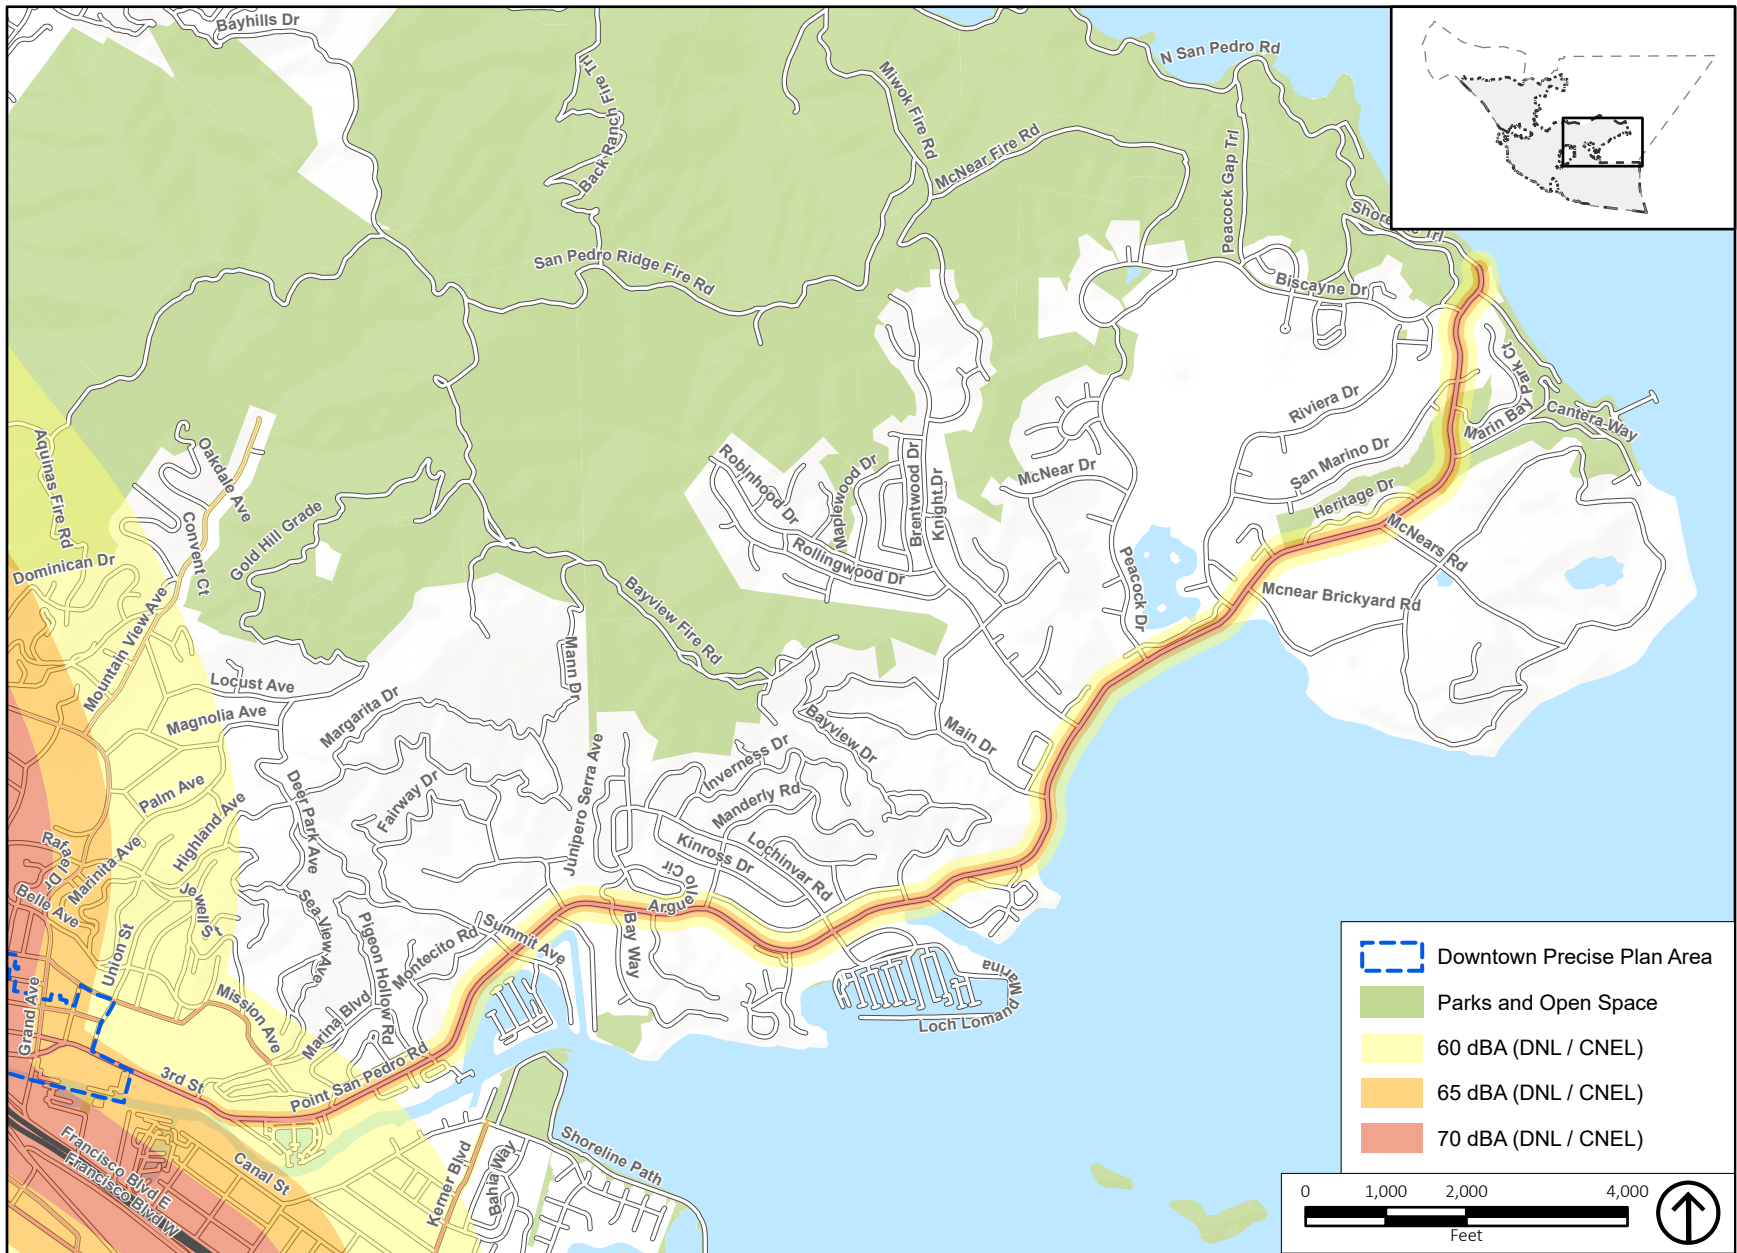 Bayhills Dr
N San Pedro Rd
Back Ranch Fire Trl
Miwok Fire Rd
McNear Fire Rd
Peacock Gap Trl
San Pedro Ridge Fire Rd
Biscayne Dr
Park Ct
Riviera Dr
Marin Bay
Cantera Way
San Marino Dr
Heritage Dr
McNears Rd
Mcnear Brickyard Rd
McNear Dr
Peacock Dr
Knight Dr
Brentwood Dr
Maplewood Dr
Robinhood Dr
Rollingwood Dr
Aquinas Fire Rd
Oakdale Ave
Convent Ct
Gold Hill Grade
Dominican Dr
Mountain View Ave
Bayview Fire Rd
Mann Dr
Locust Ave
Magnolia Ave
Margarita Dr
Main Dr
Bayview Dr
Inverness Dr
Manderly Rd
Junipero Serra Ave
Fairway Dr
Deer Park Ave
Palm Ave
Highland Ave
Kinross Dr
Lochinvar Rd
Rafael Dr
Marinita Ave
Belle Ave
Jewell St
Sea View Ave
Pigeon Hollow Rd
Montecito Rd
Summit Ave
Bay Way
Arguello Cir
Union St
Grand Ave
Mission Ave
Marina Blvd
Loch Lomand Marina
3rd St
Point San Pedro Rd
Francisco Blvd E
Francisco Blvd W
Canal St
Kerner Blvd
Bahia Way
Shoreline Path
Downtown Precise Plan Area
Parks and Open Space
60 dBA (DNL / CNEL)
65 dBA (DNL / CNEL)
70 dBA (DNL / CNEL)
0 1,000 2,000 4,000
Feet